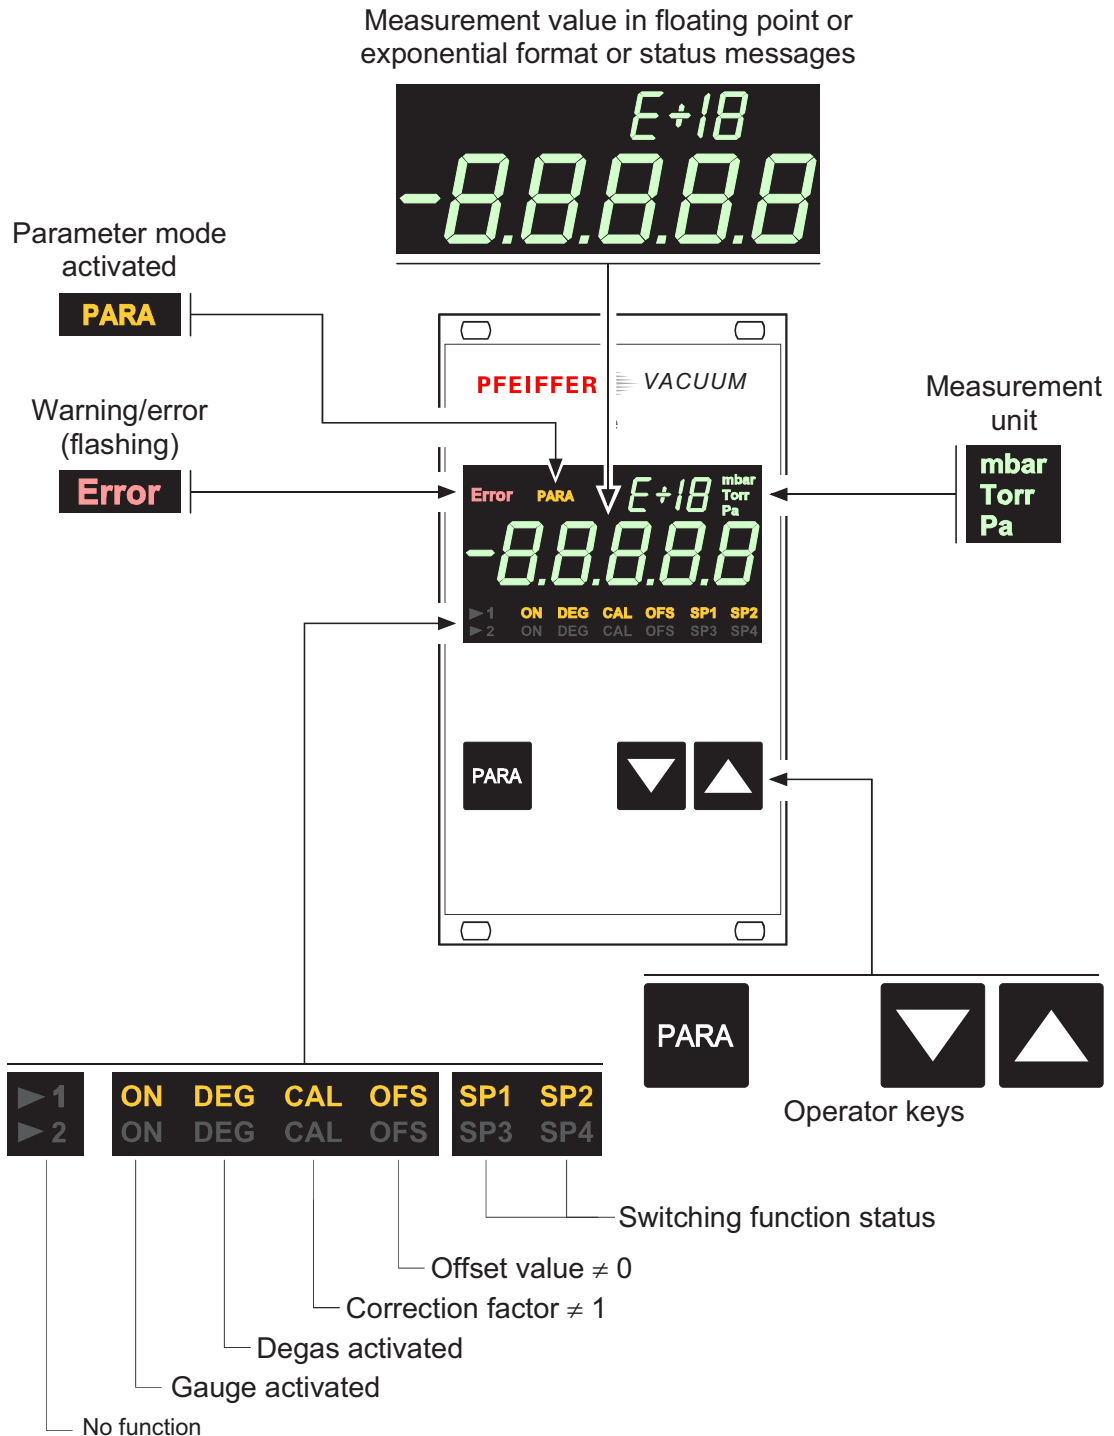 Measurement value in floating point or
exponential format or status messages
E÷18
-8.8.8.8.8
Parameter mode
activated
PARA
PFEIFFER VACUUM
Warning/error
(flashing)
Error
Measurement
unit
mbar
Torr
Pa
Error PARA E÷18 mbar
Torr
Pa
-8.8.8.8.8
▶1 ON DEG CAL OFS SP1 SP2
▶2 ON DEG CAL OFS SP3 SP4
PARA
PARA
Operator keys
▶1 ON DEG CAL OFS SP1 SP2
▶2 ON DEG CAL OFS SP3 SP4
Switching function status
Offset value ≠ 0
Correction factor ≠ 1
Degas activated
Gauge activated
No function